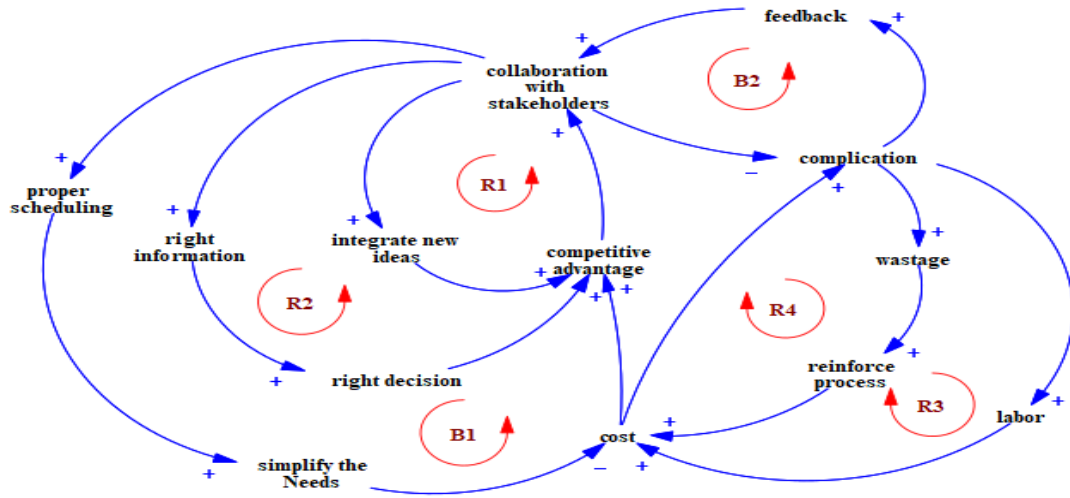 feedback
+
+
collaboration
with
stakeholders
B2
+
+
–
complication
+
R1
proper
scheduling
+
right
information
+
integrate new
ideas
competitive
advantage
+
+
+
+
wastage
R2
R4
+
reinforce
process
+
right decision
R3
B1
+
cost
labor
+
+
simplify the
Needs
–
+